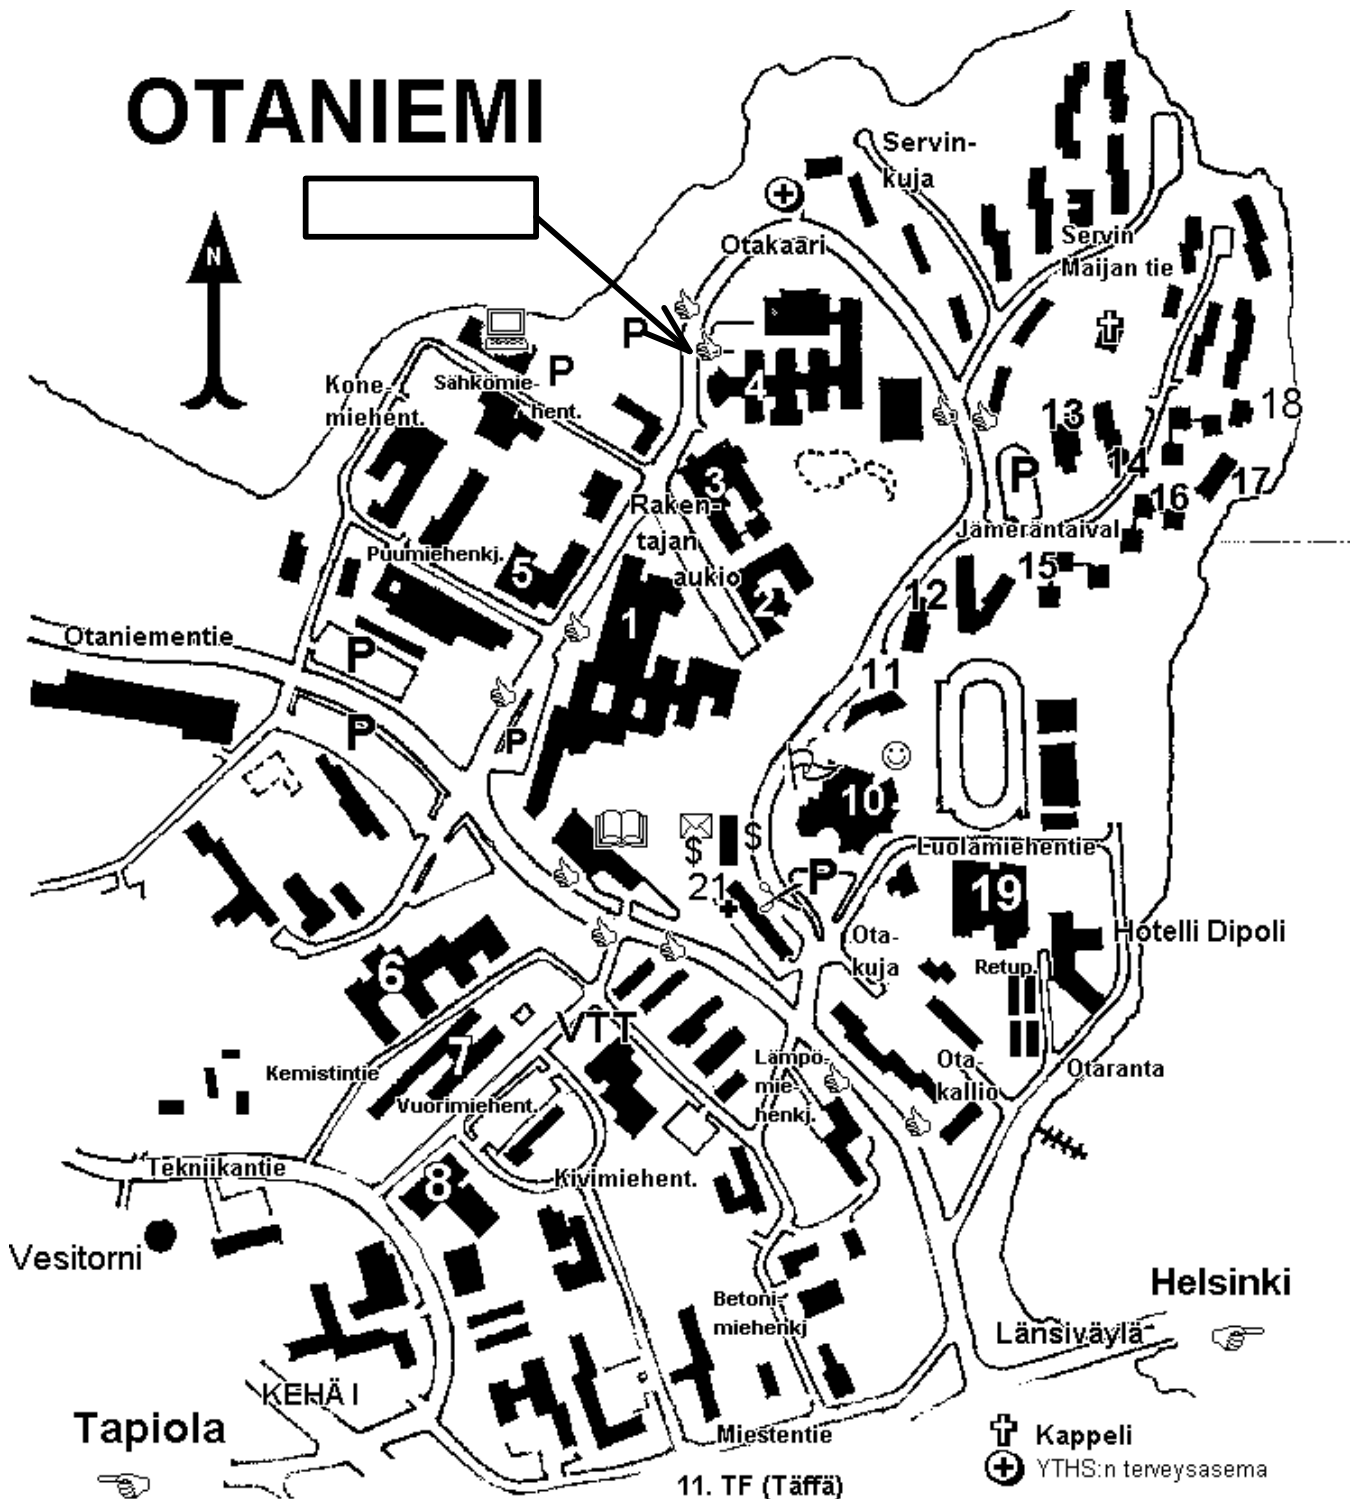 OTANIEMI
Servin-
kuja
N
Otakaari
Servin
Maijan tie
P
P
Kone-
miehent.
Sähkömie-
hent.
4
13
14
18
3
P
17
16
Raken-
tajan
aukio
Jämeräntaival
Puumiehenkj.
5
15
2
12
1
Otaniementie
P
11
P
P
10
$
$
Luolamiehentie
21
P
19
Hotelli Dipoli
Ota-
kuja
Retup.
6
VTT
7
Kemistintie
Lämpö-
mie-
henkj.
Ota-
kallio
Otaranta
Vuorimiehent.
Tekniikantie
8
Kivimiehent.
Vesitorni
Helsinki
Betoni-
miehenkj
Länsiväylä
KEHÄ I
Tapiola
Miestentie
Kappeli
YTHS:n terveysasema
11. TF (Täffä)